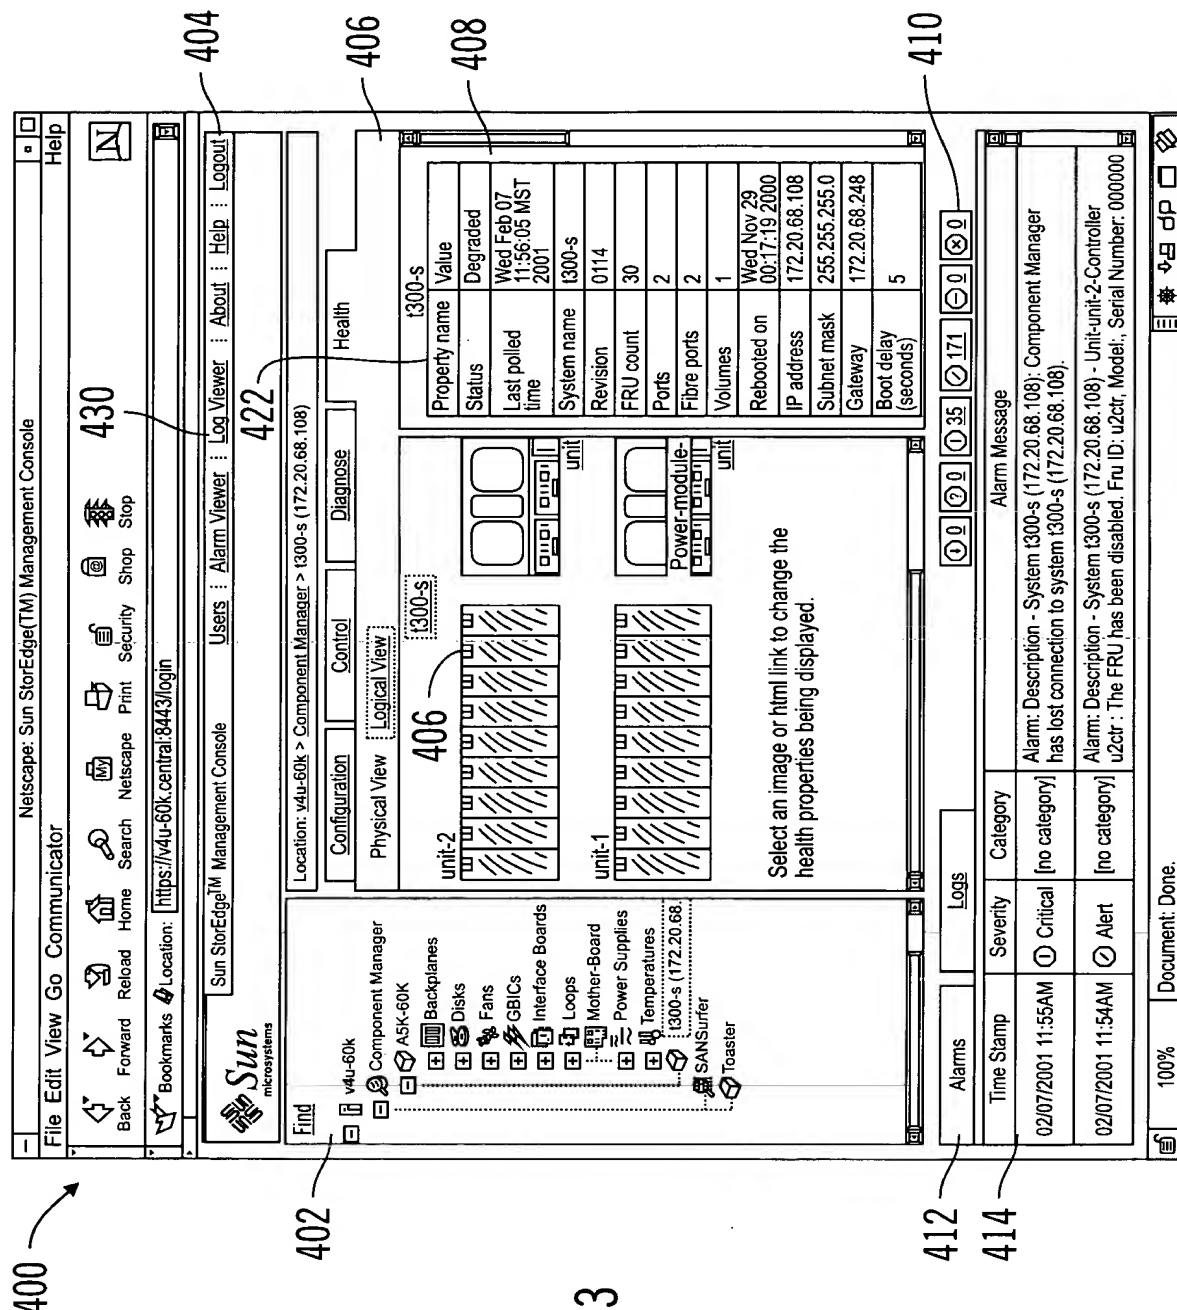 400
Netscape: Sun StorEdge(TM) Management Console
File Edit View Go Communicator
Help
Back
Forward
Reload
Home
Search
Netscape
Print
Security
Shop
Stop
My
@
N
Bookmarks
Location: https://v4u-60k.central:8443/login
430
404
Sun
microsystems
Sun StorEdge™ Management Console
Users
Alarm Viewer
Log Viewer
About
Help
Logout
422
Location: v4u-60k > Component Manager > t300-s (172.20.68.108)
402
406
408
Find
v4u-60k
Component Manager
A5K-60K
Backplanes
Disks
Fans
GBICs
Interface Boards
Loops
Mother-Board
Power Supplies
Temperatures
t300-s (172.20.68.
SANSurfer
Toaster
Configuration
Control
Diagnose
Health
Physical View
Logical View
406
t300-s
unit-2
unit
unit-1
Power-module-
unit
Select an image or html link to change the
health properties being displayed.
t300-s
Property name Value
Status Degraded
Last polled time Wed Feb 07 11:56:05 MST 2001
System name t300-s
Revision 0114
FRU count 30
Ports 2
Fibre ports 2
Volumes 1
Rebooted on Wed Nov 29 00:17:19 2000
IP address 172.20.68.108
Subnet mask 255.255.255.0
Gateway 172.20.68.248
Boot delay (seconds) 5
410
0 ? 0 35 171 0 0
412
Alarms
Logs
414
Time Stamp Severity Category Alarm Message
02/07/2001 11:55AM Critical [no category] Alarm: Description - System t300-s (172.20.68.108): Component Manager
has lost connection to system t300-s (172.20.68.108).
02/07/2001 11:54AM Alert [no category] Alarm: Description - System t300-s (172.20.68.108) - Unit-unit-2-Controller
u2ctr : The FRU has been disabled. Fru ID: u2ctr, Model:, Serial Number: 000000
100%
Document: Done.
3